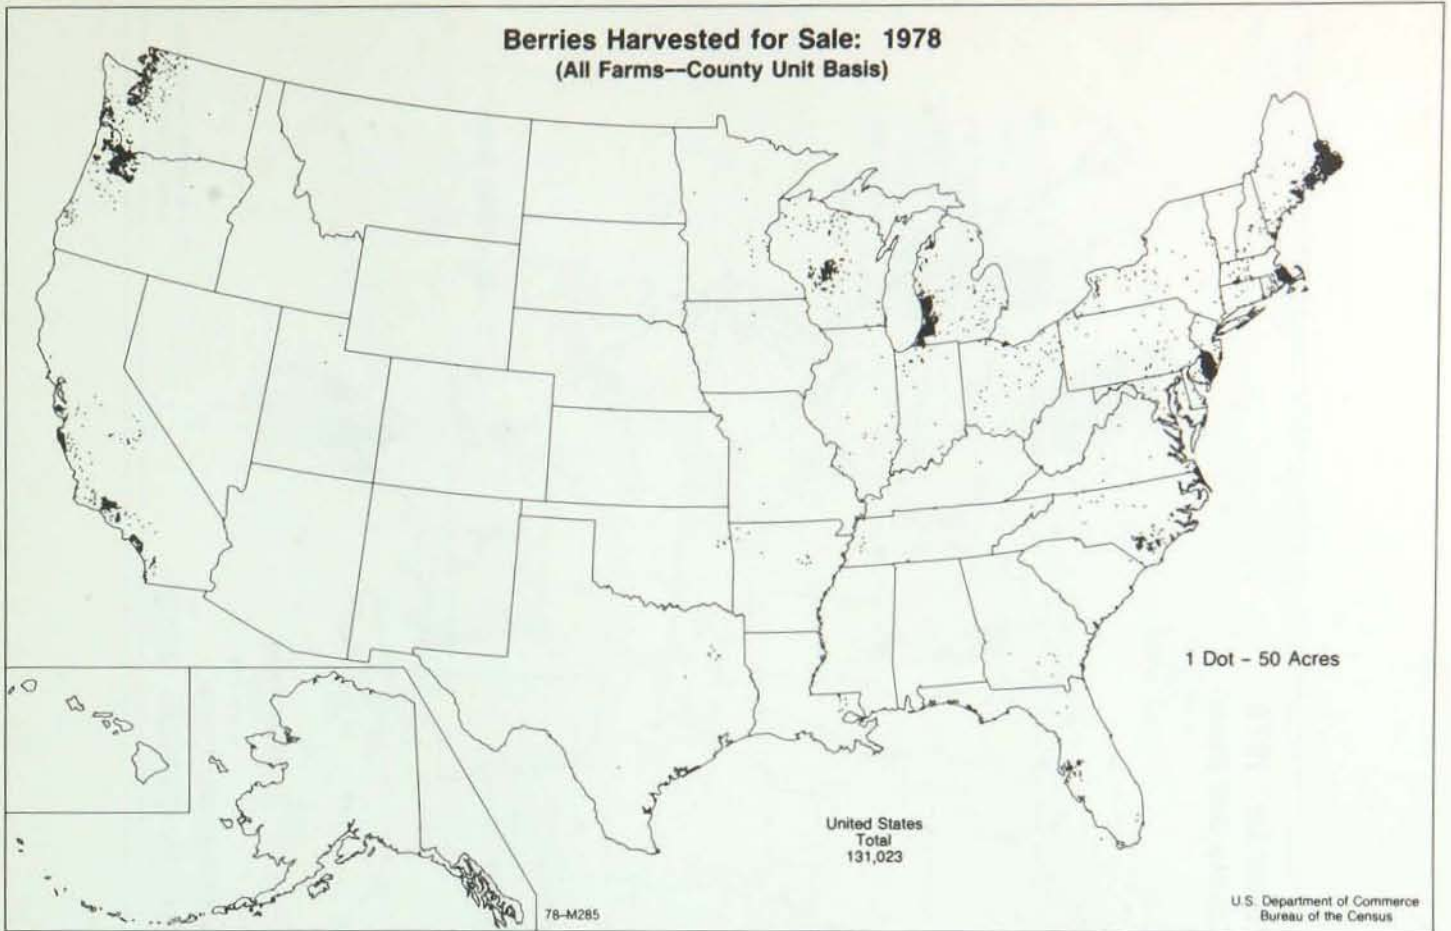 Berries Harvested for Sale: 1978
(All Farms--County Unit Basis)
1 Dot - 50 Acres
United States
Total
131,023
78-M285
U.S. Department of Commerce
Bureau of the Census